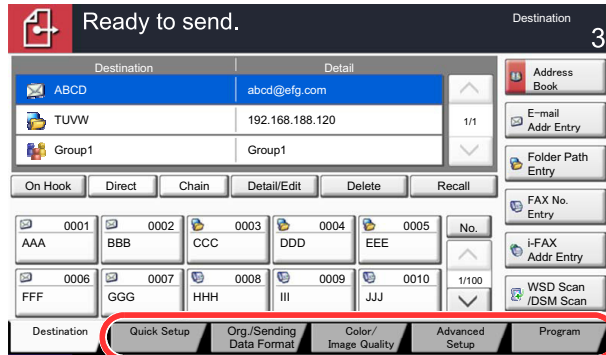 Ready to send.
Destination
3
Destination Detail
ABCD abcd@efg.com
TUVW 192.168.188.120
Group1 Group1
1/1
Address
Book
E-mail
Addr Entry
Folder Path
Entry
FAX No.
Entry
i-FAX
Addr Entry
WSD Scan
/DSM Scan
On Hook Direct Chain Detail/Edit Delete Recall
0001 0002 0003 0004 0005 No.
AAA BBB CCC DDD EEE
0006 0007 0008 0009 0010 1/100
FFF GGG HHH III JJJ
Destination Quick Setup Org./Sending
Data Format Color/
Image Quality Advanced
Setup Program